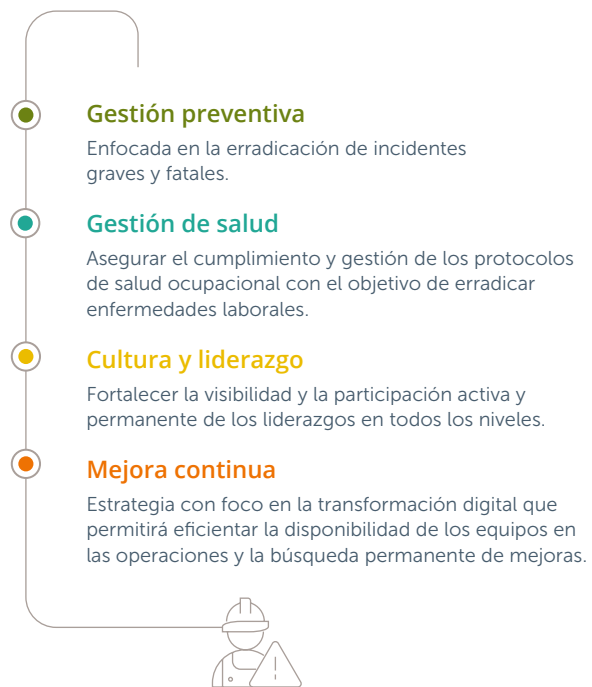 Gestión preventiva
Enfocada en la erradicación de incidentes
graves y fatales.
Gestión de salud
Asegurar el cumplimiento y gestión de los protocolos
de salud ocupacional con el objetivo de erradicar
enfermedades laborales.
Cultura y liderazgo
Fortalecer la visibilidad y la participación activa y
permanente de los liderazgos en todos los niveles.
Mejora continua
Estrategia con foco en la transformación digital que
permitirá eficientar la disponibilidad de los equipos en
las operaciones y la búsqueda permanente de mejoras.